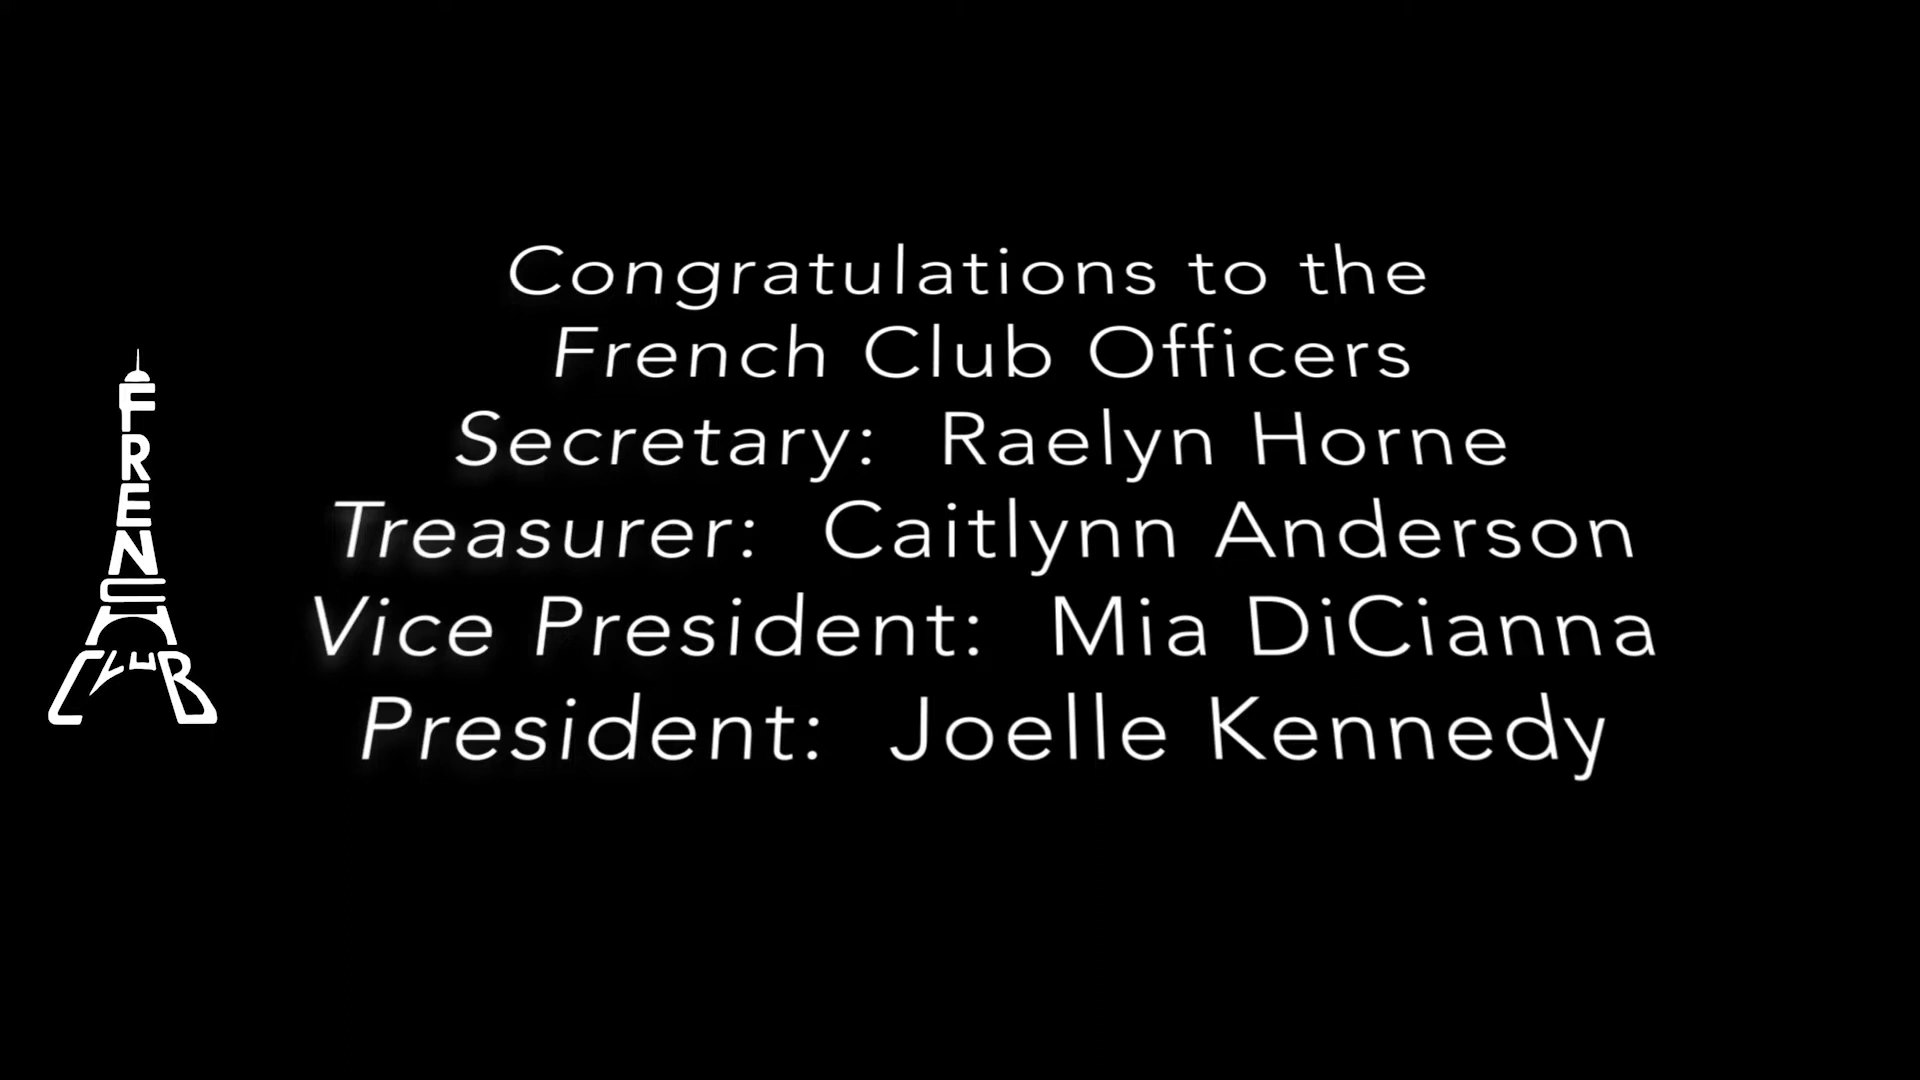 FRENCH
CLUB
Congratulations to the
French Club Officers
Secretary: Raelyn Horne
Treasurer: Caitlynn Anderson
Vice President: Mia DiCianna
President: Joelle Kennedy